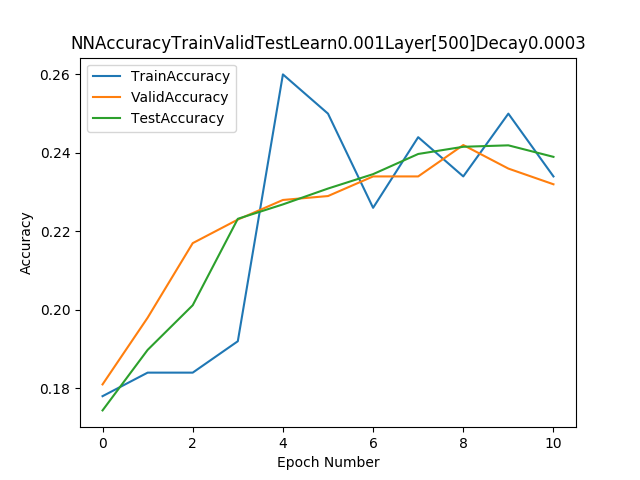 NNAccuracyTrainValidTestLearn0.001Layer[500]Decay0.0003
TrainAccuracy
ValidAccuracy
TestAccuracy
0.26
0.24
0.22
0.20
0.18
Accuracy
0 2 4 6 8 10
Epoch Number